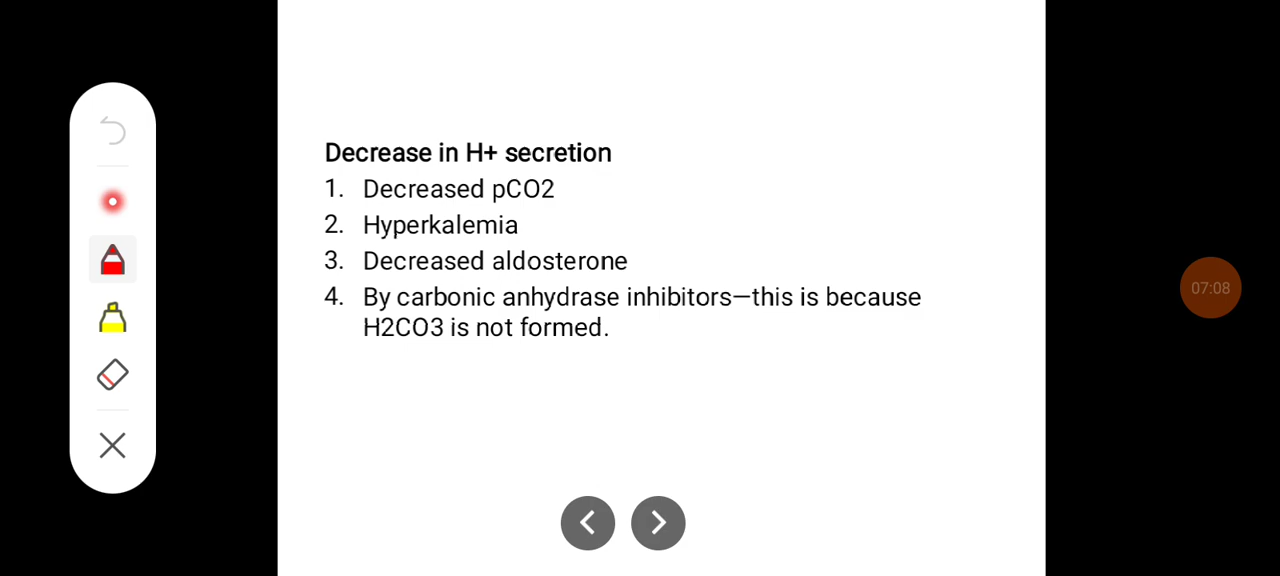 Decrease in H+ secretion
1. Decreased pCO2
2. Hyperkalemia
3. Decreased aldosterone
4. By carbonic anhydrase inhibitors—this is because
H2CO3 is not formed.
07:08